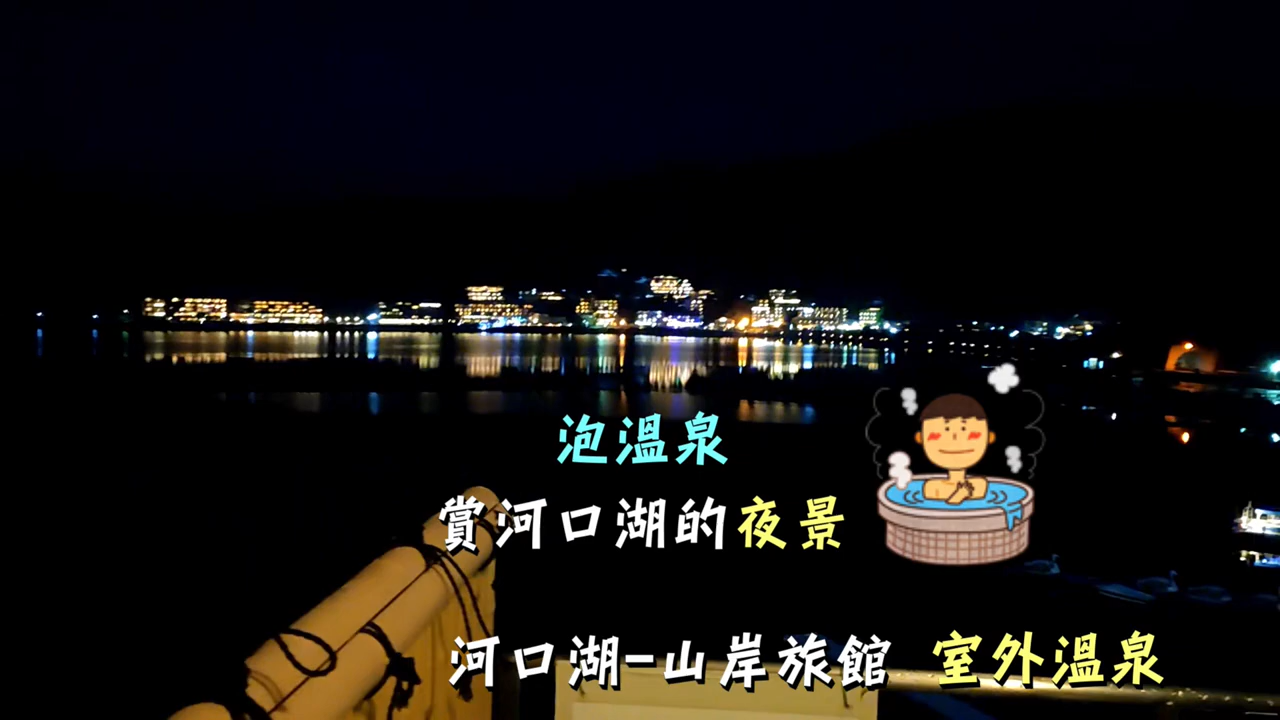 泡溫泉
賞河口湖的夜景
河口湖-山岸旅館 室外溫泉